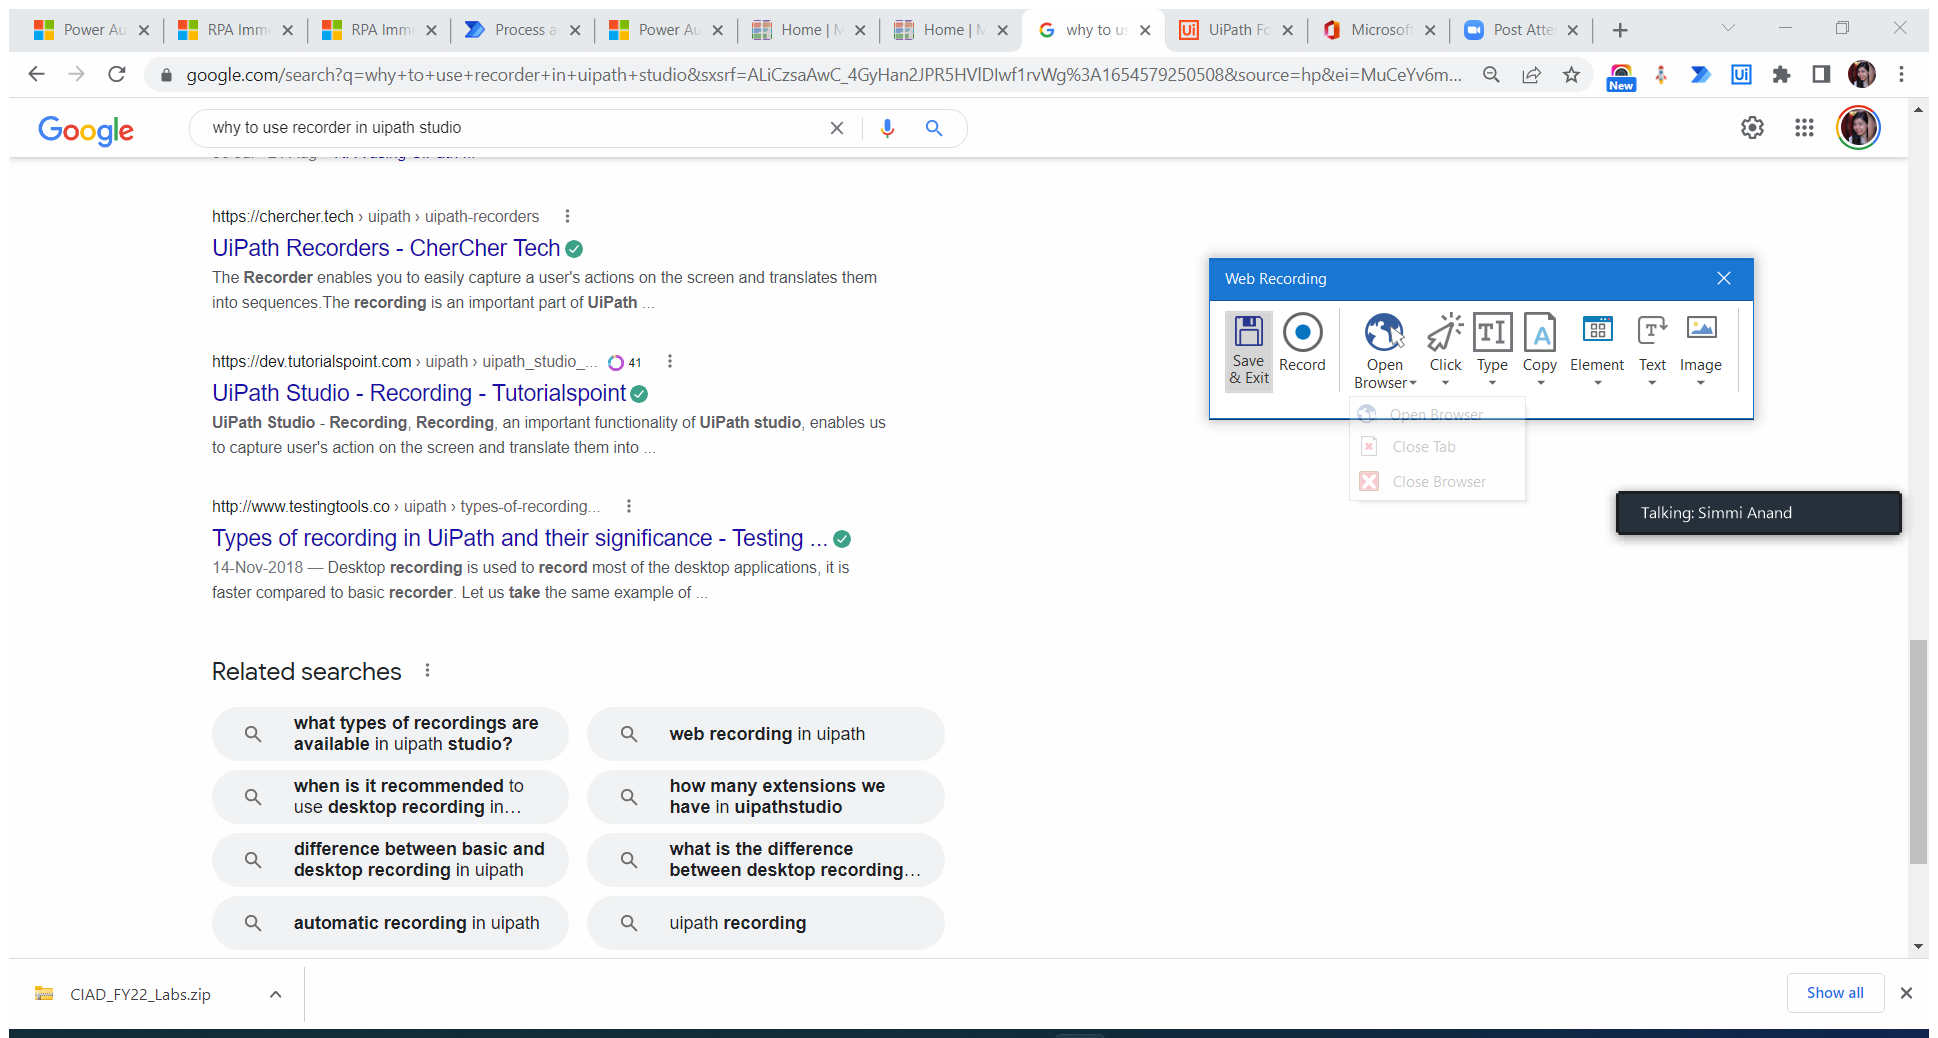 Power Au
RPA Imme
RPA Imme
Process a
Power Au
Home | M
Home | M
why to us
UiPath Fo
Microsoft
Post Atte
google.com/search?q=why+to+use+recorder+in+uipath+studio&sxsrf=ALiCzsaAwC_4GyHan2JPR5HVlDIwf1rvWg%3A1654579250508&source=hp&ei=MuCeYv6m...
New
Ui
Google
why to use recorder in uipath studio
https://chercher.tech › uipath › uipath-recorders
UiPath Recorders - CherCher Tech
The Recorder enables you to easily capture a user's actions on the screen and translates them
into sequences.The recording is an important part of UiPath ...
https://dev.tutorialspoint.com › uipath › uipath_studio_... 41
UiPath Studio - Recording - Tutorialspoint
UiPath Studio - Recording, Recording, an important functionality of UiPath studio, enables us
to capture user's action on the screen and translate them into ...
http://www.testingtools.co › uipath › types-of-recording...
Types of recording in UiPath and their significance - Testing ...
14-Nov-2018 — Desktop recording is used to record most of the desktop applications, it is
faster compared to basic recorder. Let us take the same example of ...
Web Recording
Save
& Exit
Record
Open
Browser
Click
Type
Copy
Element
Text
Image
Open Browser
Close Tab
Close Browser
Talking: Simmi Anand
Related searches
what types of recordings are
available in uipath studio?
web recording in uipath
when is it recommended to
use desktop recording in...
how many extensions we
have in uipathstudio
difference between basic and
desktop recording in uipath
what is the difference
between desktop recording...
automatic recording in uipath
uipath recording
CIAD_FY22_Labs.zip
Show all